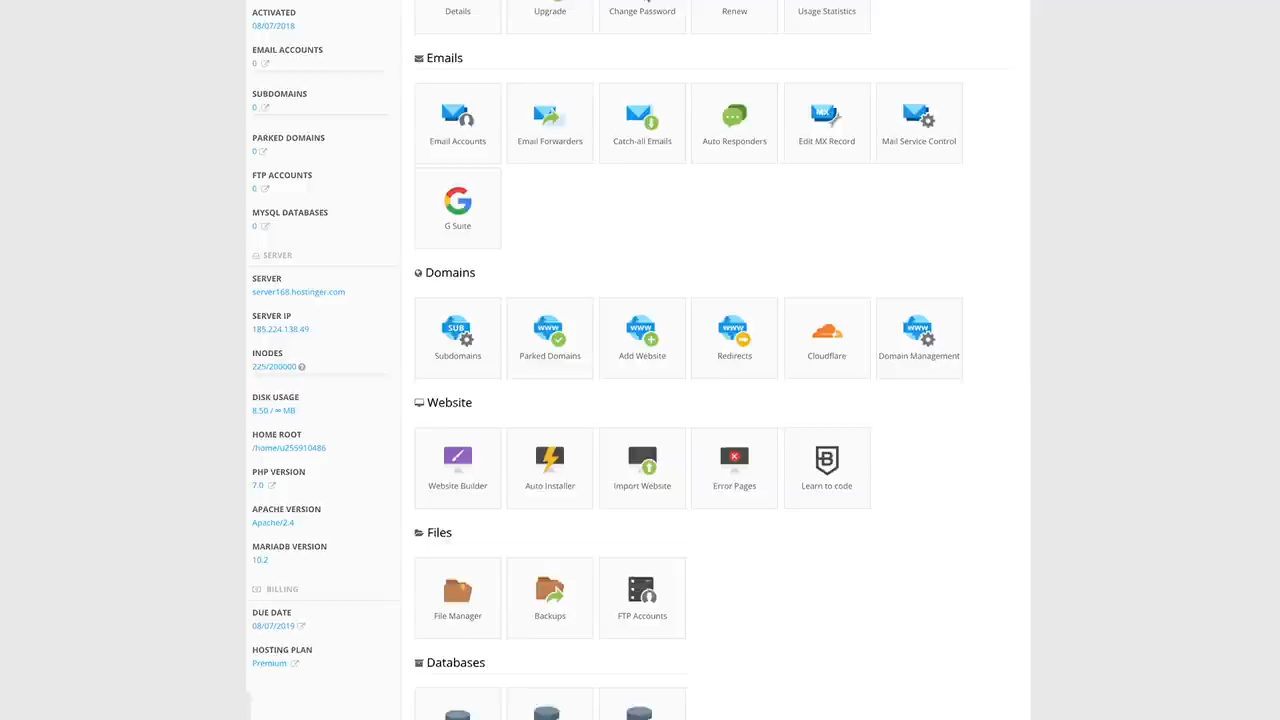 ACTIVATED
08/07/2018
EMAIL ACCOUNTS
0
SUBDOMAINS
0
PARKED DOMAINS
0
FTP ACCOUNTS
0
MYSQL DATABASES
0
SERVER
SERVER
server168.hostinger.com
SERVER IP
185.224.138.49
INODES
225/200000
DISK USAGE
8.50 / ∞ MB
HOME ROOT
/home/u255910486
PHP VERSION
7.0
APACHE VERSION
Apache/2.4
MARIADB VERSION
10.2
BILLING
DUE DATE
08/07/2019
HOSTING PLAN
Premium
Details Upgrade Change Password Renew Usage Statistics
Emails
MX
Email Accounts Email Forwarders Catch-all Emails Auto Responders Edit MX Record Mail Service Control
G Suite
Domains
SUB WWW WWW WWW WWW
Subdomains Parked Domains Add Website Redirects Cloudflare Domain Management
Website
Website Builder Auto Installer Import Website Error Pages Learn to code
Files
File Manager Backups FTP Accounts
Databases